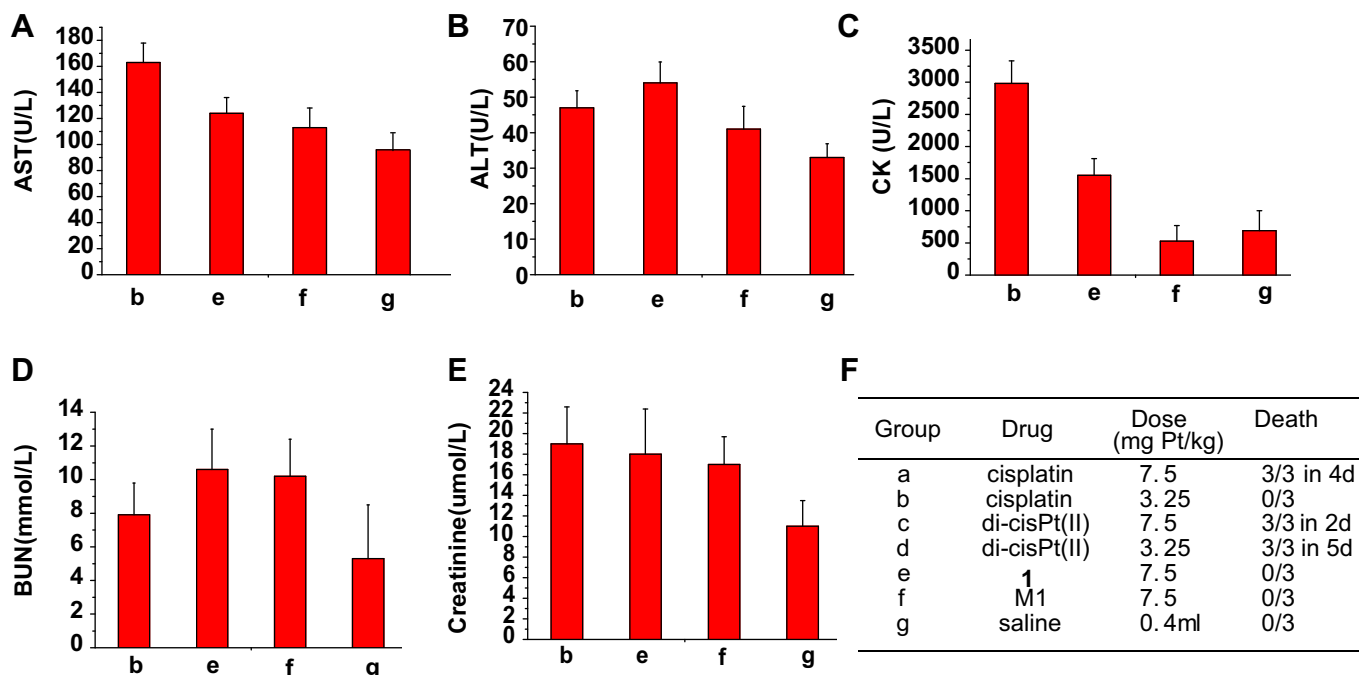 A
AST(U/L)
180
160
140
120
100
80
60
40
20
0
b e f g
B
ALT(U/L)
70
60
50
40
30
20
10
0
b e f g
C
CK (U/L)
3500
3000
2500
2000
1500
1000
500
0
b e f g
D
BUN(mmol/L)
14
12
10
8
6
4
2
0
b e f g
E
Creatinine(umol/L)
24
22
20
18
16
14
12
10
8
6
4
2
0
b e f g
F
Group Drug Dose (mg Pt/kg) Death
a cisplatin 7.5 3/3 in 4d
b cisplatin 3.25 0/3
c di-cisPt(II) 7.5 3/3 in 2d
d di-cisPt(II) 3.25 3/3 in 5d
e 1 7.5 0/3
f M1 7.5 0/3
g saline 0.4ml 0/3